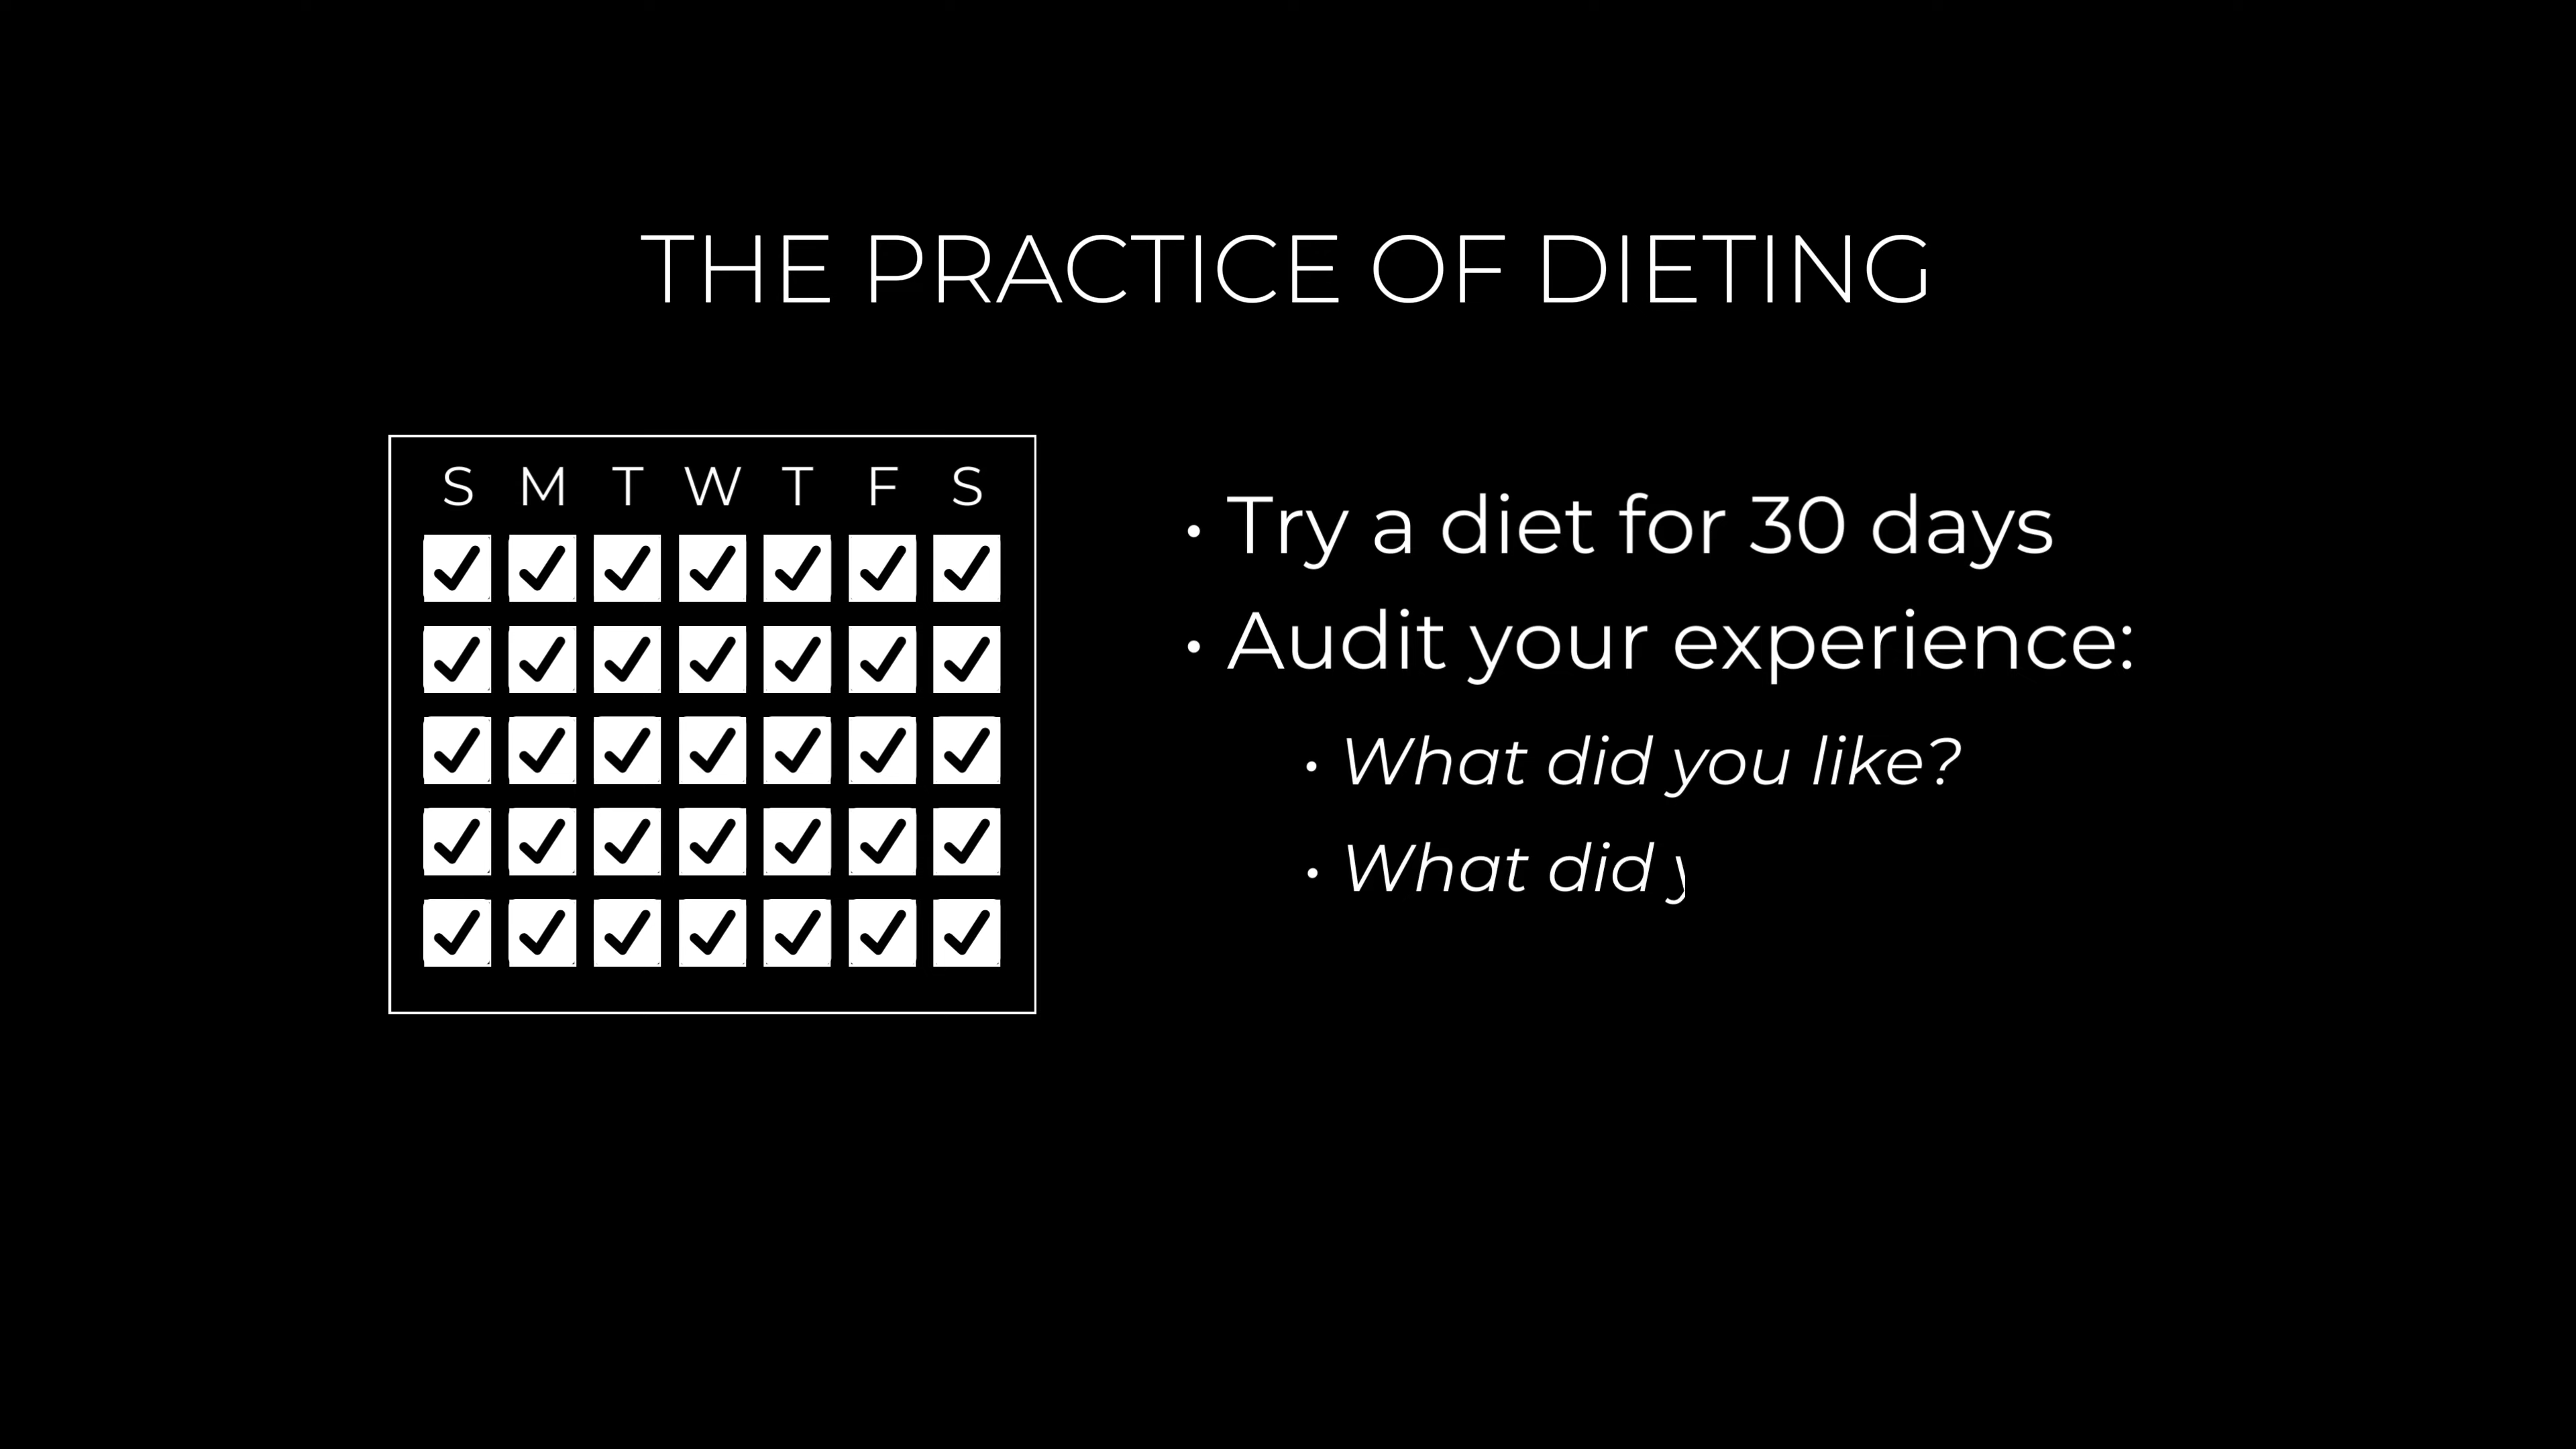 THE PRACTICE OF DIETING
S M T W T F S
• Try a diet for 30 days
• Audit your experience:
• What did you like?
• What did